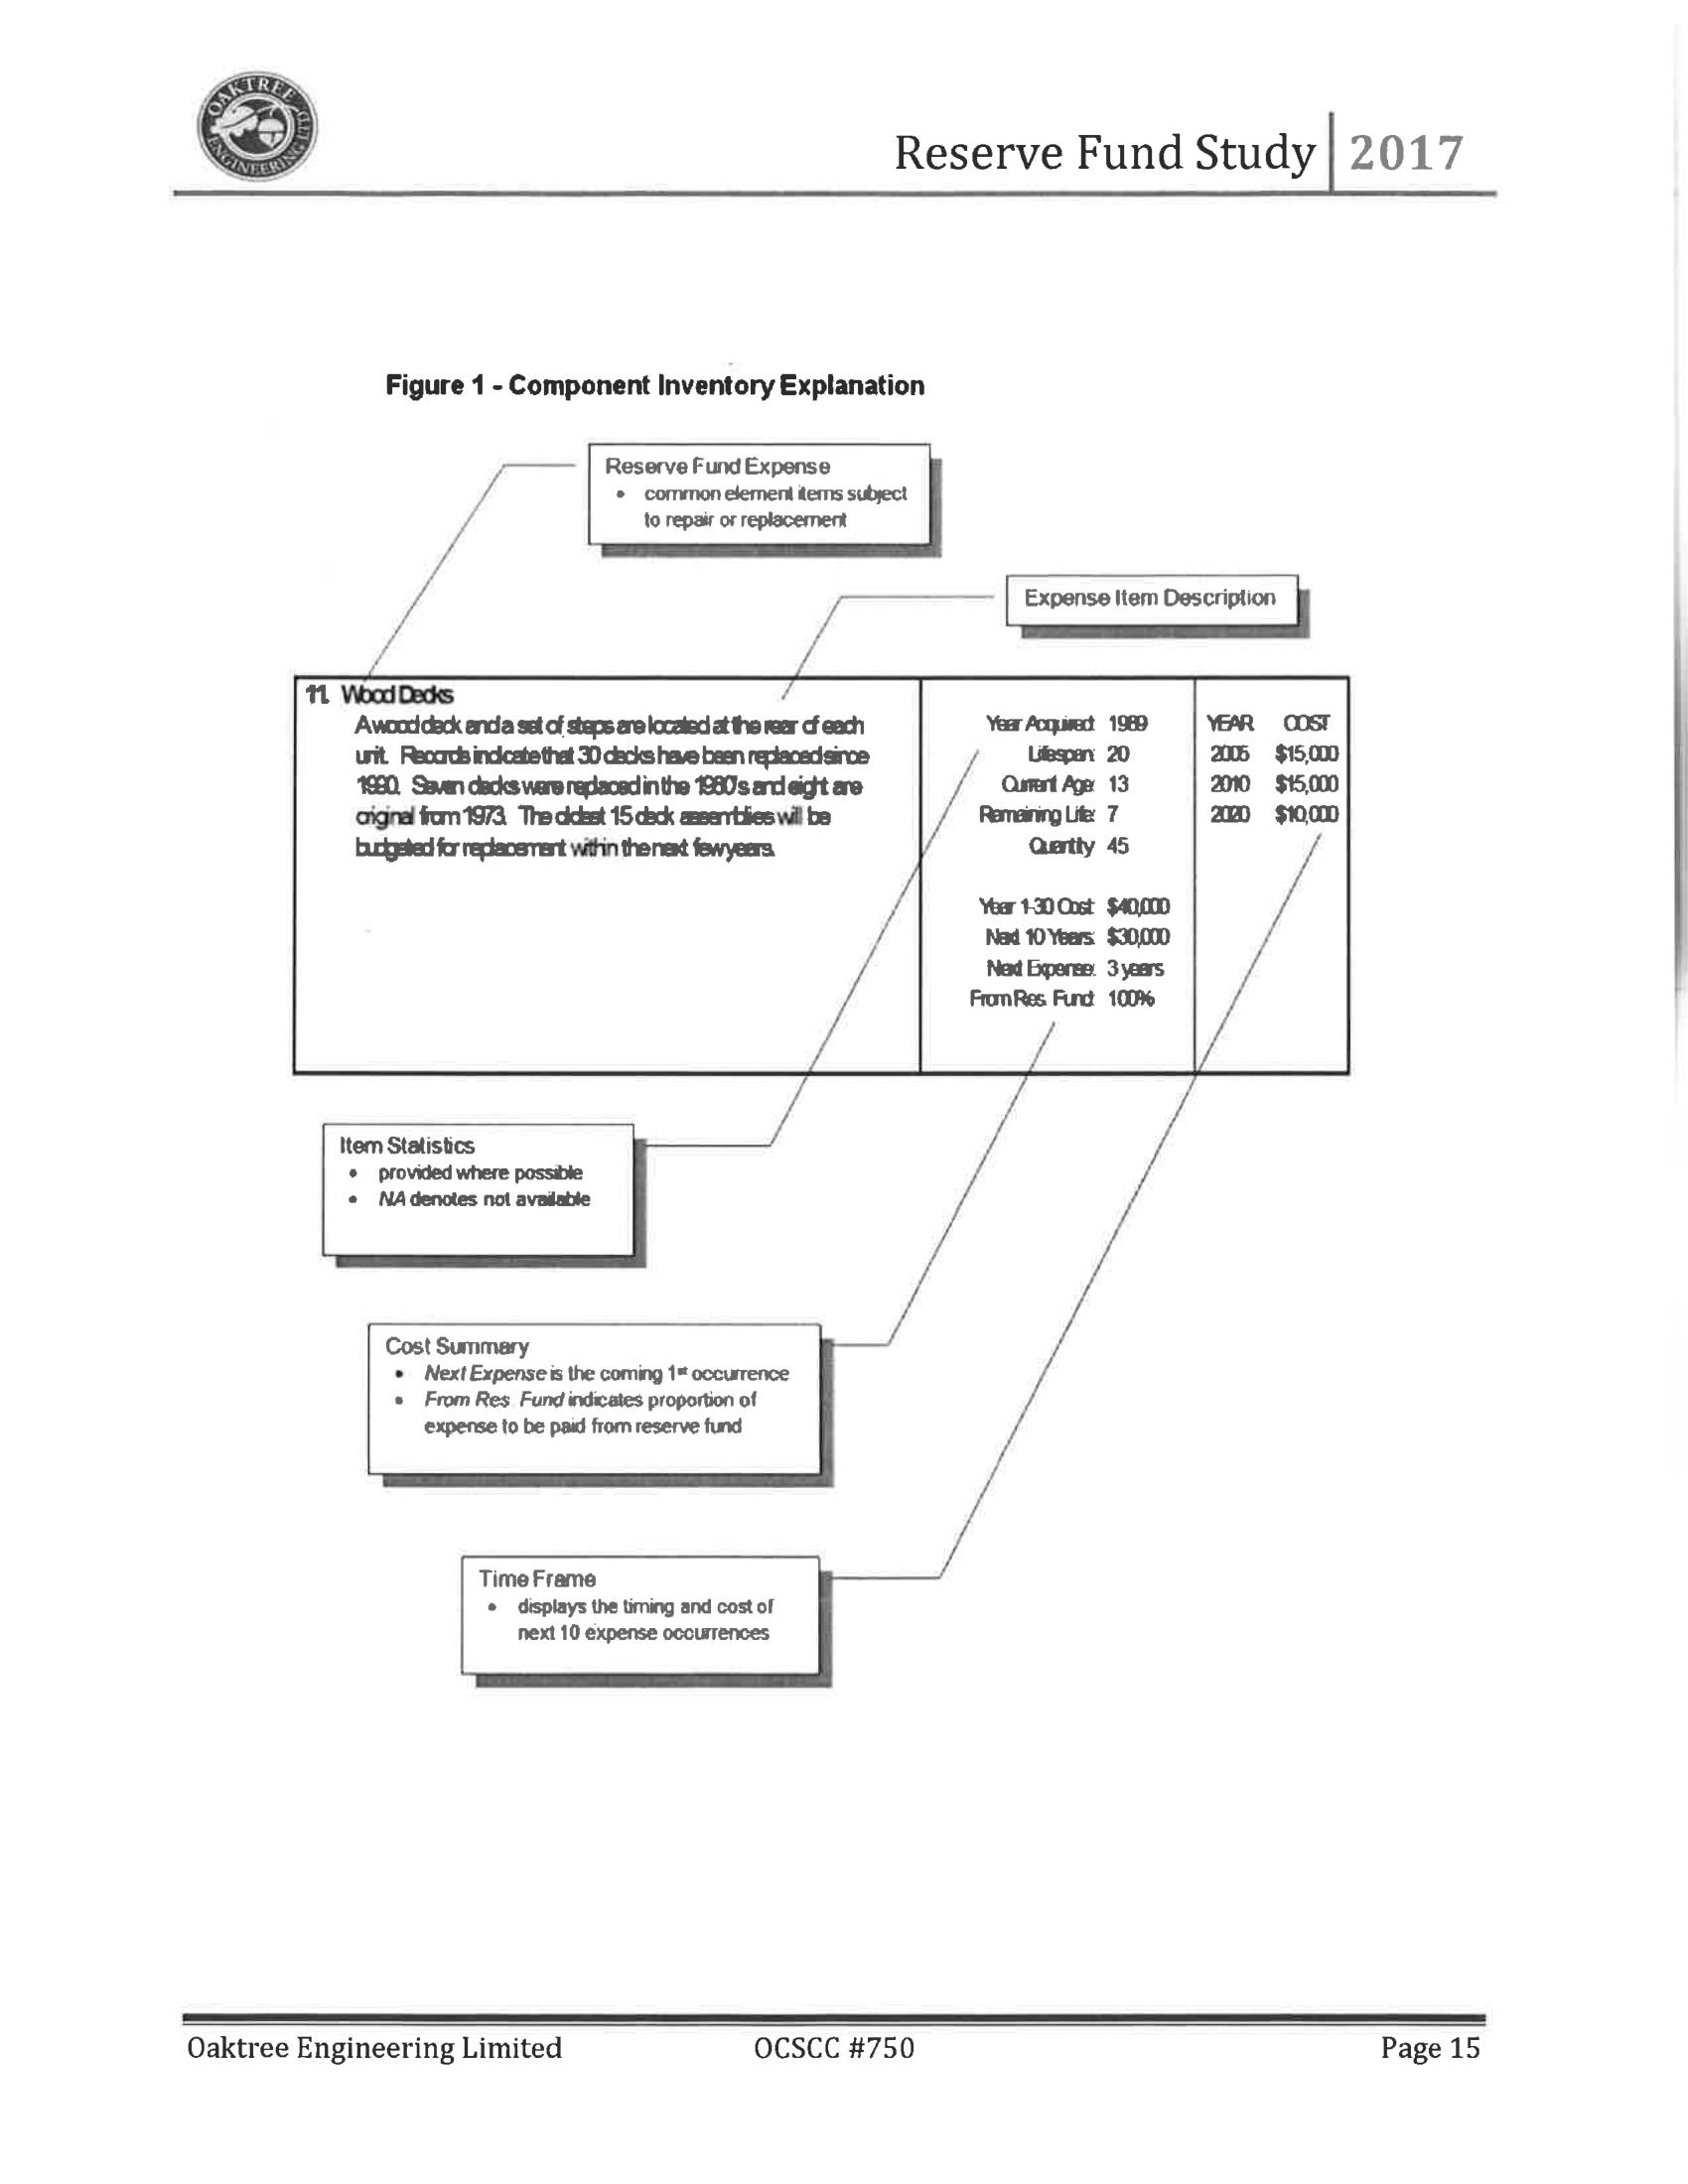 OAKTREE
ENGINEERING LTD
Reserve Fund Study 2017
Figure 1 - Component Inventory Explanation
Reserve Fund Expense
• common element items subject
to repair or replacement
Expense Item Description
11. Wood Decks
A wood deck and a set of steps are located at the rear of each
unit. Records indicate that 30 decks have been replaced since
1990. Seven decks were replaced in the 1980's and eight are
original from 1973. The oldest 15 deck assemblies will be
budgeted for replacement within the next few years.
Year Acquired: 1989
Lifespan: 20
Current Age: 13
Remaining Life: 7
Quantity 45
Year 1-30 Cost: $40,000
Next 10 Years: $30,000
Next Expense: 3 years
From Res. Fund: 100%
YEAR COST
2005 $15,000
2010 $15,000
2020 $10,000
Item Statistics
• provided where possible
• NA denotes not available
Cost Summary
• Next Expense is the coming 1st occurrence
• From Res. Fund indicates proportion of
expense to be paid from reserve fund
Time Frame
• displays the timing and cost of
next 10 expense occurrences
Oaktree Engineering Limited OCSCC #750 Page 15